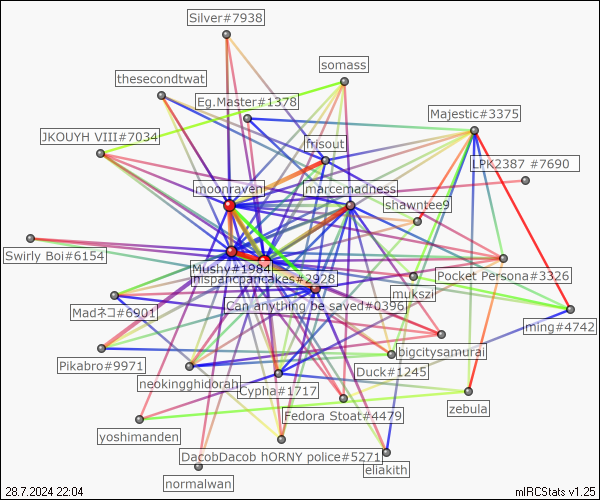 Silver#7938
somass
thesecondtwat
Eg.Master#1378
Majestic#3375
JKOUYH VIII#7034
frisout
LPK2387 #7690
moonraven
marcemadness
shawntee9
Swirly Boi#6154
Mushy#1984
Pocket Persona#3326
hispanicpancakes#2928
mukszi
Can anything be saved#0396
Madネコ#6901
ming#4742
bigcitysamurai
Pikabro#9971
Duck#1245
neokingghidorah
Cypha#1717
zebula
Fedora Stoat#4479
yoshimanden
DacobDacob hORNY police#5271
eliakith
normalwan
28.7.2024 22:04
mIRCStats v1.25